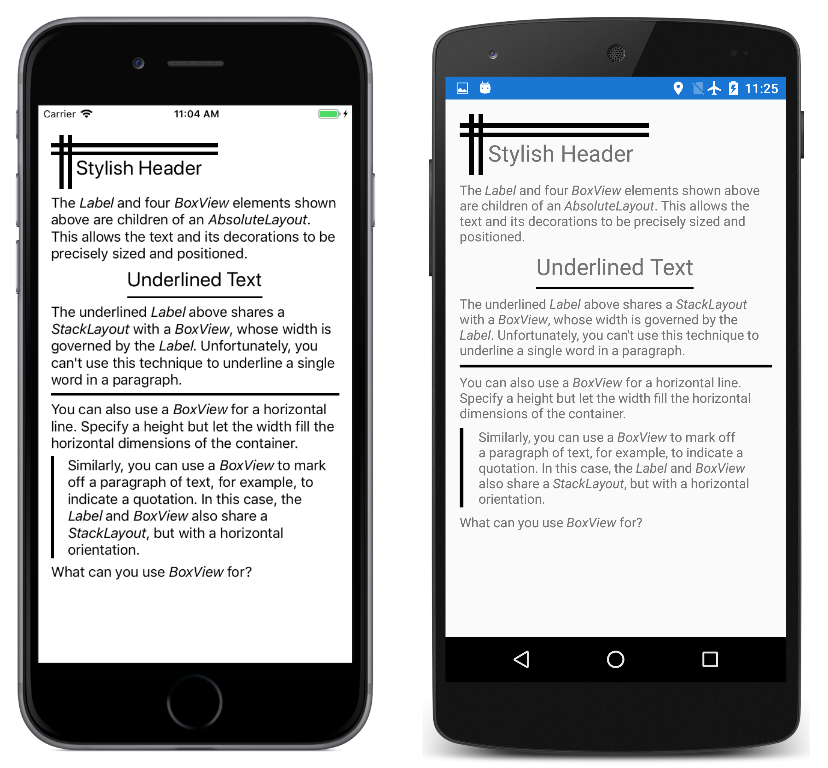 Carrier 11:04 AM
Stylish Header
The Label and four BoxView elements shown
above are children of an AbsoluteLayout.
This allows the text and its decorations to be
precisely sized and positioned.
Underlined Text
The underlined Label above shares a
StackLayout with a BoxView, whose width is
governed by the Label. Unfortunately, you
can't use this technique to underline a single
word in a paragraph.
You can also use a BoxView for a horizontal
line. Specify a height but let the width fill the
horizontal dimensions of the container.
Similarly, you can use a BoxView to mark
off a paragraph of text, for example, to
indicate a quotation. In this case, the
Label and BoxView also share a
StackLayout, but with a horizontal
orientation.
What can you use BoxView for?
11:25
Stylish Header
The Label and four BoxView elements shown above
are children of an AbsoluteLayout. This allows the
text and its decorations to be precisely sized and
positioned.
Underlined Text
The underlined Label above shares a StackLayout
with a BoxView, whose width is governed by the
Label. Unfortunately, you can't use this technique to
underline a single word in a paragraph.
You can also use a BoxView for a horizontal line.
Specify a height but let the width fill the horizontal
dimensions of the container.
Similarly, you can use a BoxView to mark off
a paragraph of text, for example, to indicate a
quotation. In this case, the Label and BoxView
also share a StackLayout, but with a horizontal
orientation.
What can you use BoxView for?